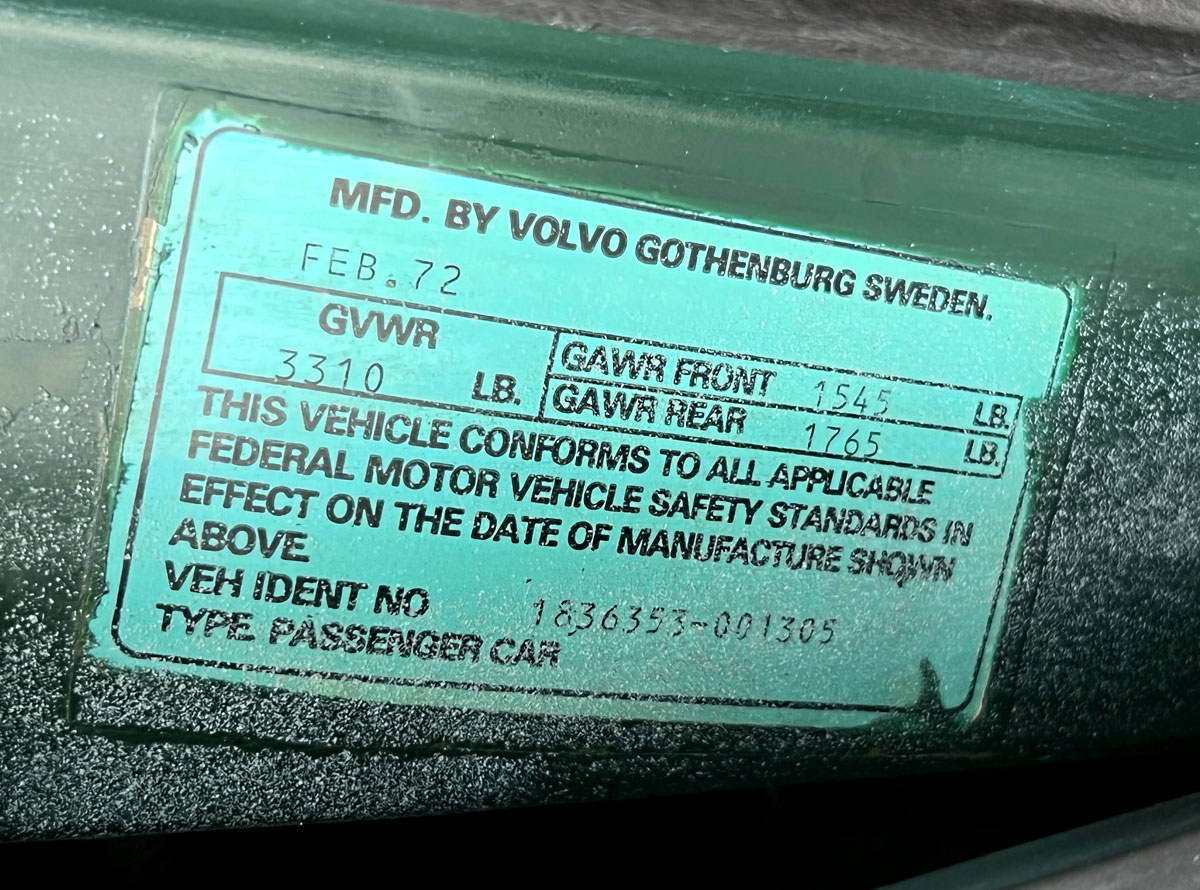 MFD. BY VOLVO GOTHENBURG SWEDEN.
FEB.72
GVWR
3310 LB.
GAWR FRONT 1545 LB.
GAWR REAR 1765 LB.
THIS VEHICLE CONFORMS TO ALL APPLICABLE
FEDERAL MOTOR VEHICLE SAFETY STANDARDS IN
EFFECT ON THE DATE OF MANUFACTURE SHOWN
ABOVE
VEH IDENT NO 1836353-001305
TYPE PASSENGER CAR